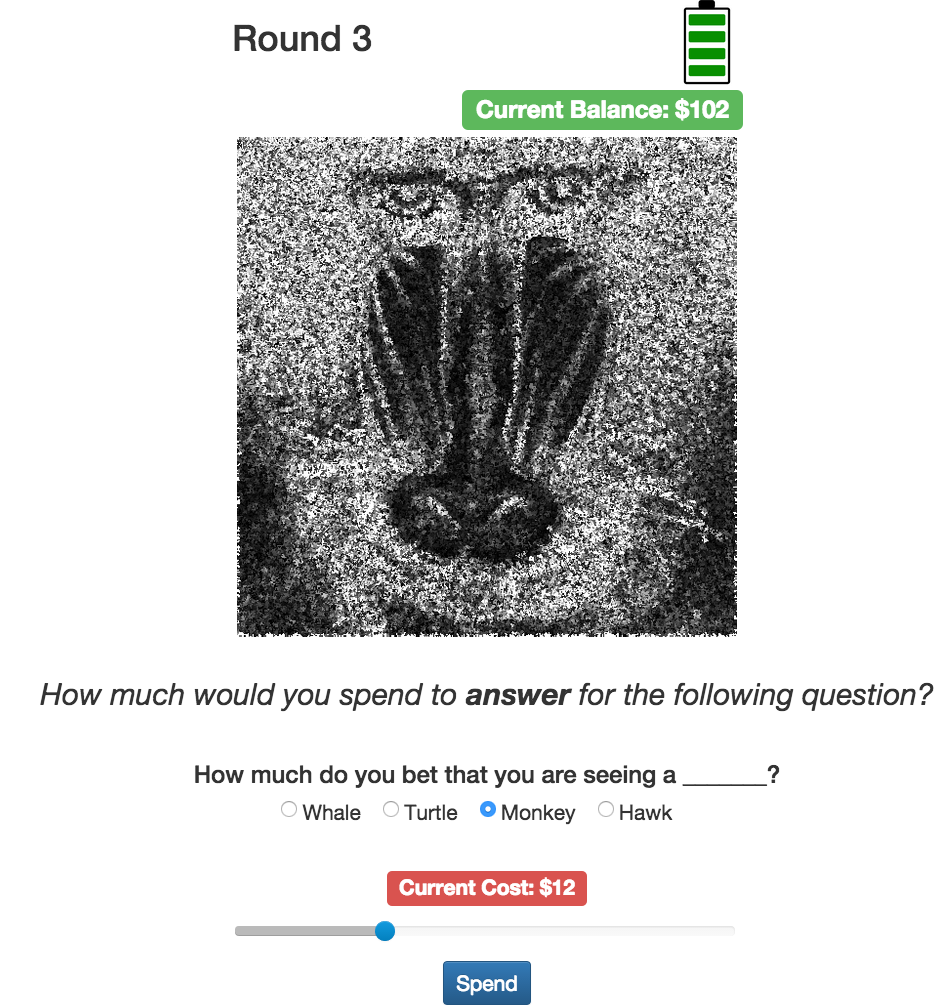 Round 3
Current Balance: $102
How much would you spend to answer for the following question?
How much do you bet that you are seeing a _______?
Whale Turtle Monkey Hawk
Current Cost: $12
Spend